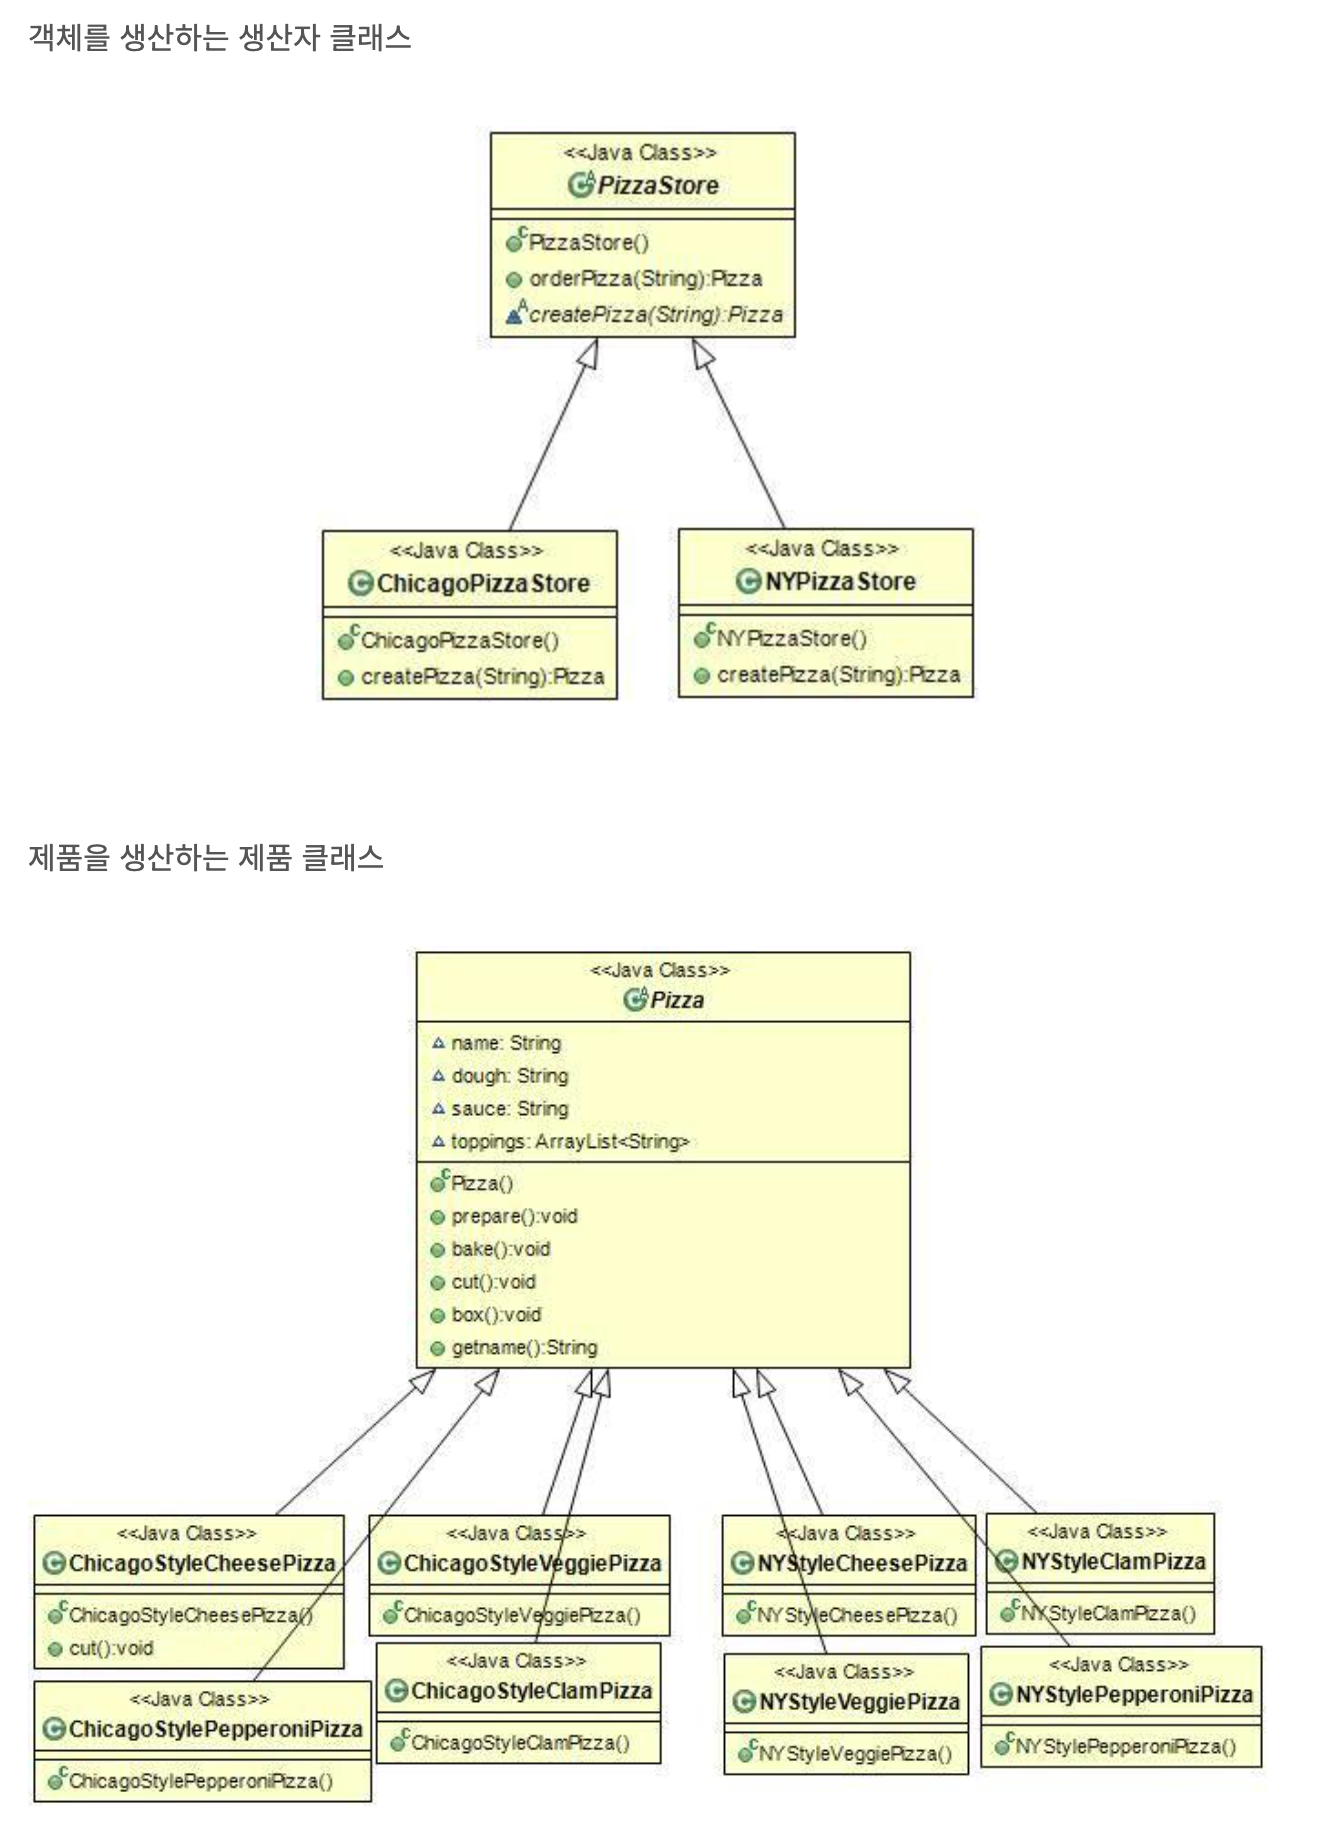 객체를 생산하는 생산자 클래스
<<Java Class>>
PizzaStore
PizzaStore()
orderPizza(String):Pizza
createPizza(String):Pizza
<<Java Class>>
ChicagoPizzaStore
ChicagoPizzaStore()
createPizza(String):Pizza
<<Java Class>>
NYPizzaStore
NYPizzaStore()
createPizza(String):Pizza
제품을 생산하는 제품 클래스
<<Java Class>>
Pizza
name: String
dough: String
sauce: String
toppings: ArrayList<String>
Pizza()
prepare():void
bake():void
cut():void
box():void
getname():String
<<Java Class>>
ChicagoStyleCheesePizza
ChicagoStyleCheesePizza()
cut():void
<<Java Class>>
ChicagoStyleVeggiePizza
ChicagoStyleVeggiePizza()
<<Java Class>>
NYStyleCheesePizza
NYStyleCheesePizza()
<<Java Class>>
NYStyleClamPizza
NYStyleClamPizza()
<<Java Class>>
ChicagoStylePepperoniPizza
ChicagoStylePepperoniPizza()
<<Java Class>>
ChicagoStyleClamPizza
ChicagoStyleClamPizza()
<<Java Class>>
NYStyleVeggiePizza
NYStyleVeggiePizza()
<<Java Class>>
NYStylePepperoniPizza
NYStylePepperoniPizza()